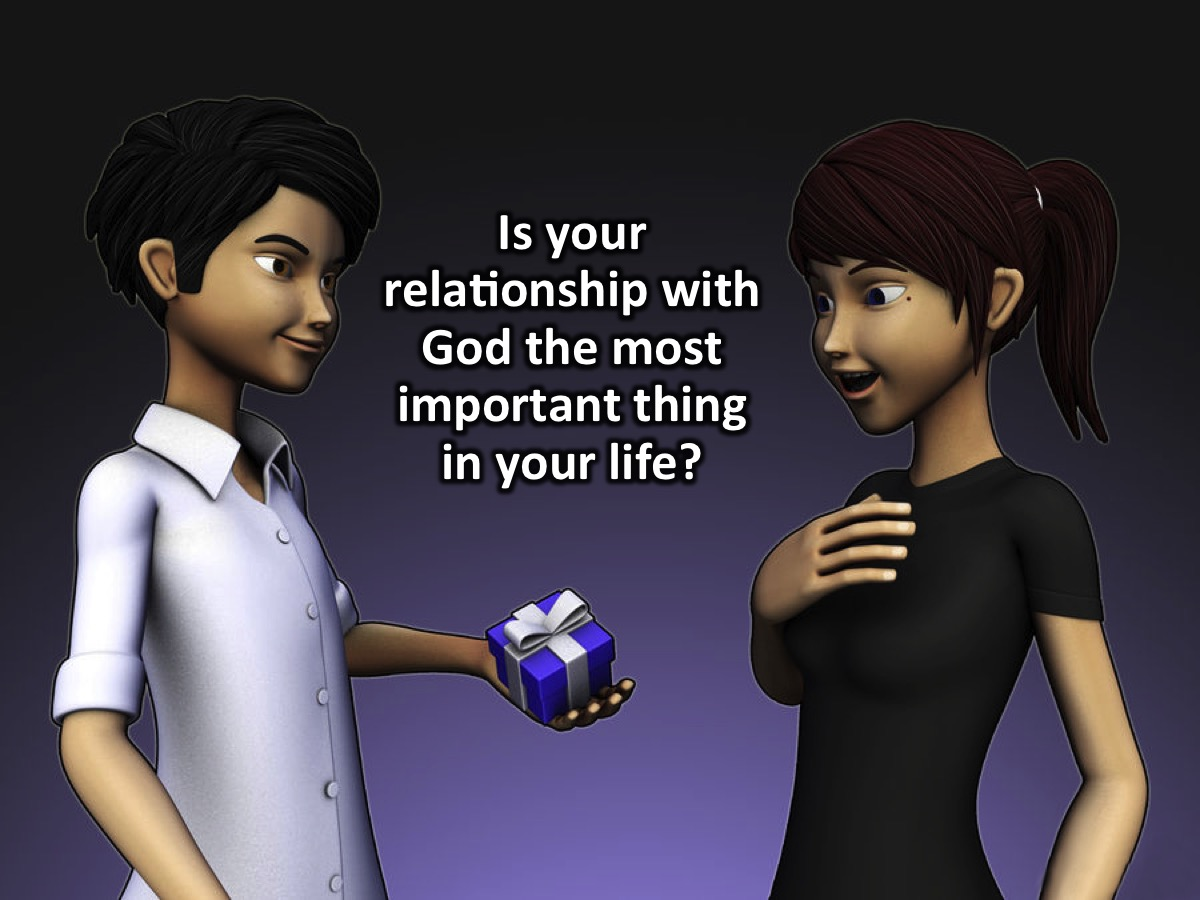 Is your
relationship with
God the most
important thing
in your life?